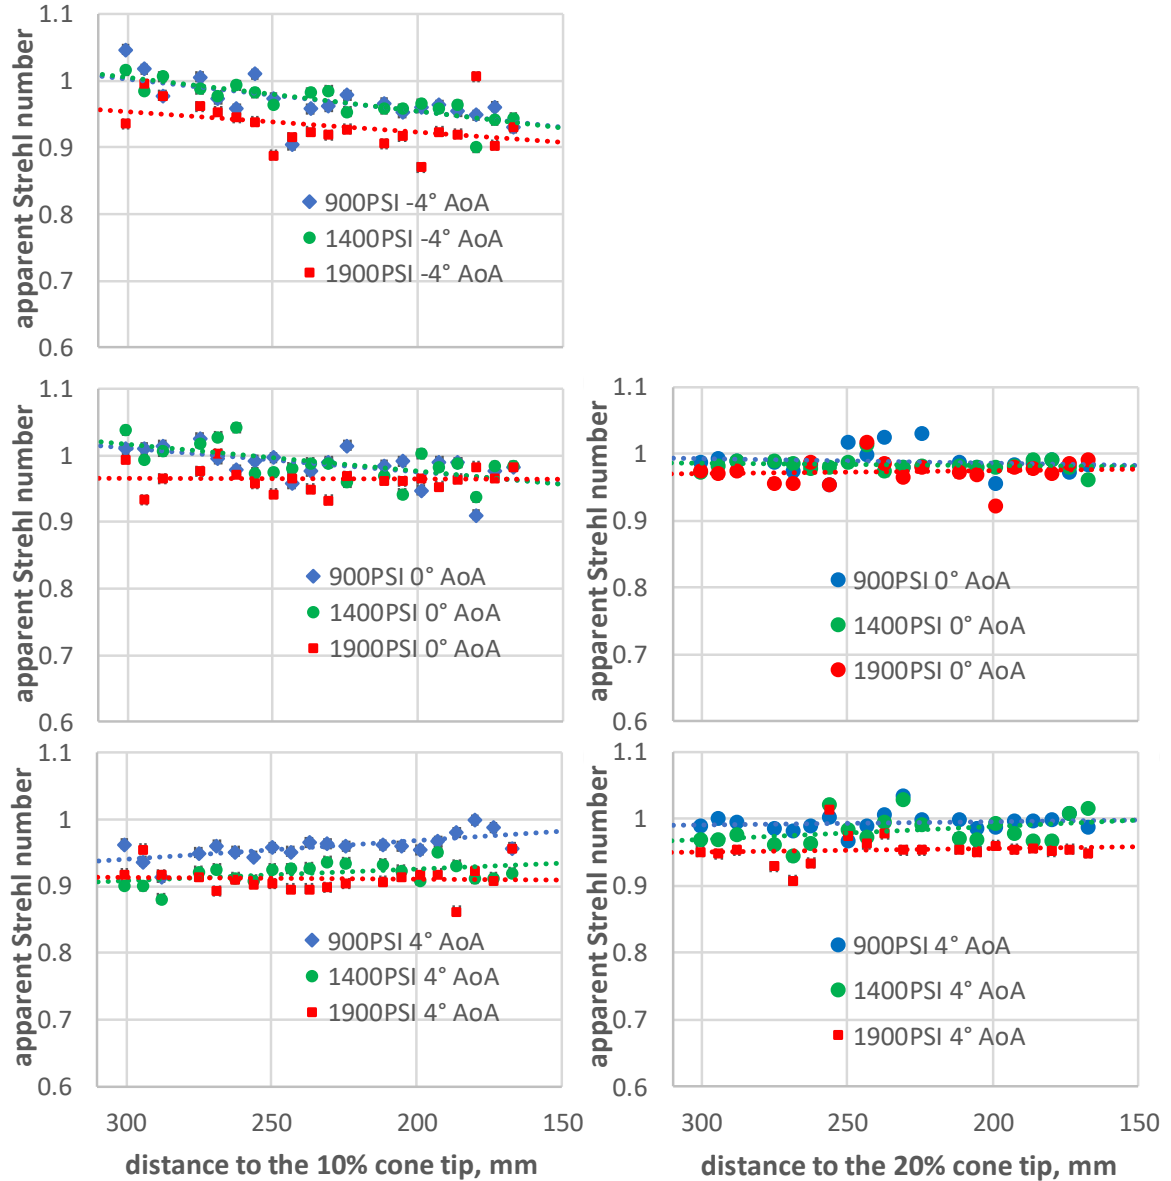 apparent Strehl number
1.1
1
0.9
0.8
0.7
0.6
900PSI -4° AoA
1400PSI -4° AoA
1900PSI -4° AoA
apparent Strehl number
1.1
1
0.9
0.8
0.7
0.6
900PSI 0° AoA
1400PSI 0° AoA
1900PSI 0° AoA
apparent Strehl number
1.1
1
0.9
0.8
0.7
0.6
900PSI 0° AoA
1400PSI 0° AoA
1900PSI 0° AoA
apparent Strehl number
1.1
1
0.9
0.8
0.7
0.6
900PSI 4° AoA
1400PSI 4° AoA
1900PSI 4° AoA
300 250 200 150
distance to the 10% cone tip, mm
apparent Strehl number
1.1
1
0.9
0.8
0.7
0.6
900PSI 4° AoA
1400PSI 4° AoA
1900PSI 4° AoA
300 250 200 150
distance to the 20% cone tip, mm